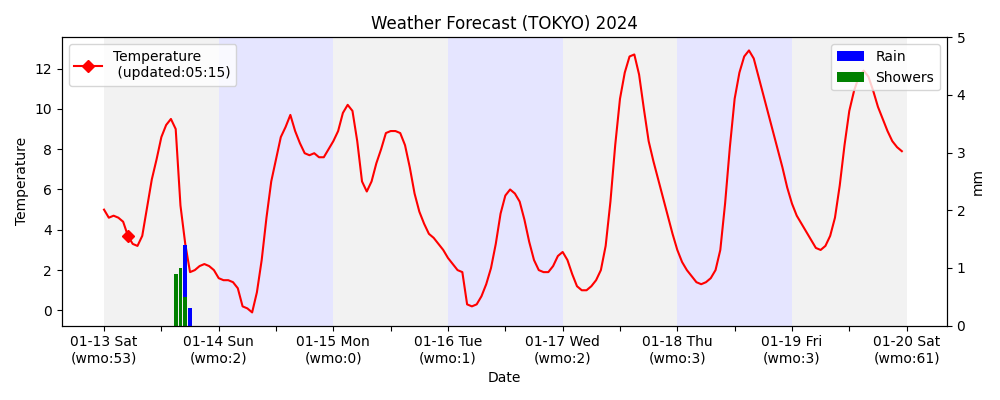 Weather Forecast (TOKYO) 2024
Temperature
(updated:05:15)
Rain
Showers
Temperature
12
10
8
6
4
2
0
5
4
3
2
1
0
mm
01-13 Sat
(wmo:53)
01-14 Sun
(wmo:2)
01-15 Mon
(wmo:0)
01-16 Tue
(wmo:1)
01-17 Wed
(wmo:2)
01-18 Thu
(wmo:3)
01-19 Fri
(wmo:3)
01-20 Sat
(wmo:61)
Date